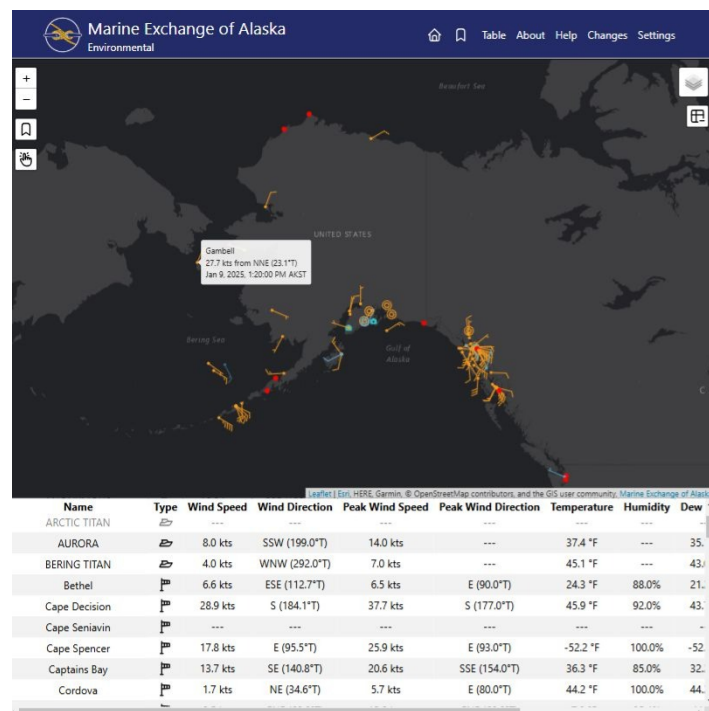 Marine Exchange of Alaska
Environmental
Table About Help Changes Settings
+
−
Beaufort Sea
UNITED STATES
Gambell
27.7 kts from NNE (23.1°T)
Jan 9, 2025, 1:20:00 PM AKST
Bering Sea
Gulf of
Alaska
C
Leaflet | Esri, HERE, Garmin, © OpenStreetMap contributors, and the GIS user community, Marine Exchange of Alask
Name Type Wind Speed Wind Direction Peak Wind Speed Peak Wind Direction Temperature Humidity Dew
ARCTIC TITAN --- --- --- --- --- ---
AURORA 8.0 kts SSW (199.0°T) 14.0 kts --- 37.4 °F --- 35.
BERING TITAN 4.0 kts WNW (292.0°T) 7.0 kts --- 45.1 °F --- 43.
Bethel 6.6 kts ESE (112.7°T) 6.5 kts E (90.0°T) 24.3 °F 88.0% 21.
Cape Decision 28.9 kts S (184.1°T) 37.7 kts S (177.0°T) 45.9 °F 92.0% 43.
Cape Seniavin --- --- --- --- --- --- -
Cape Spencer 17.8 kts E (95.5°T) 25.9 kts E (93.0°T) -52.2 °F 100.0% -52
Captains Bay 13.7 kts SE (140.8°T) 20.6 kts SSE (154.0°T) 36.3 °F 85.0% 32.
Cordova 1.7 kts NE (34.6°T) 5.7 kts E (80.0°T) 44.2 °F 100.0% 44.